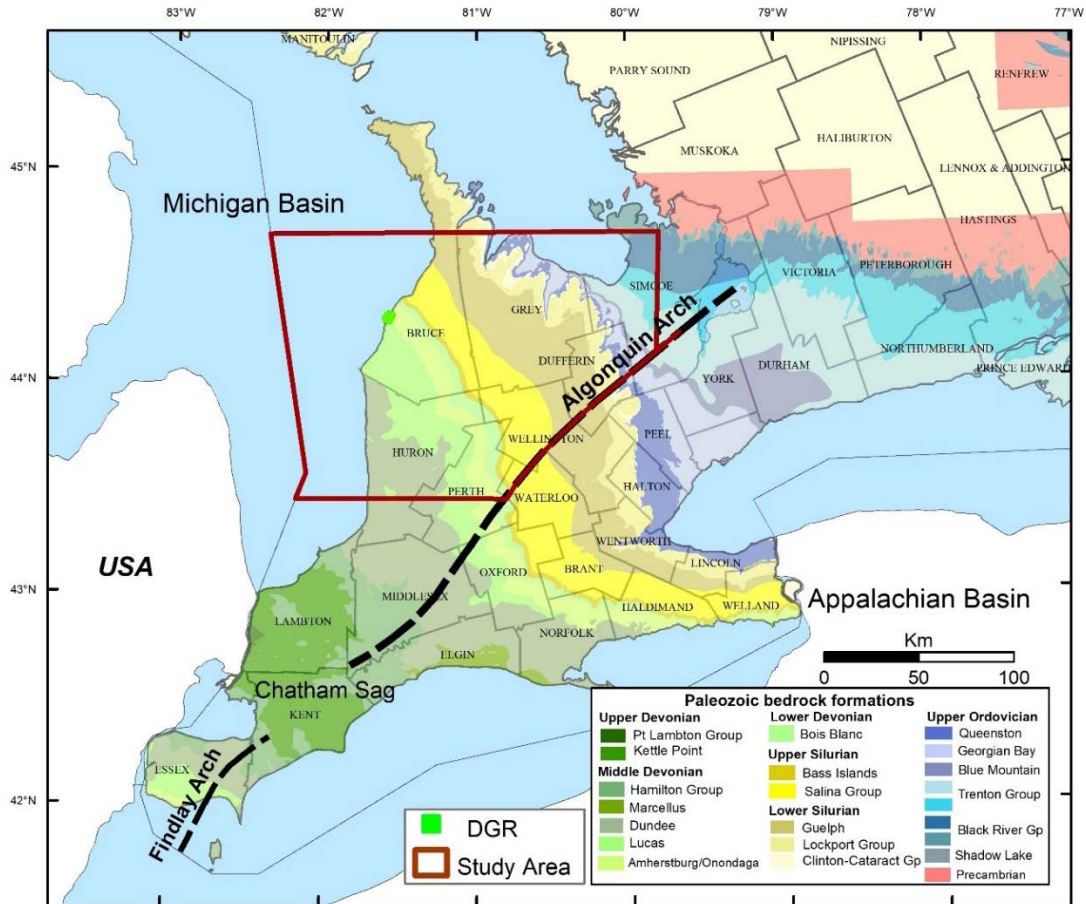 83°W 82°W 81°W 80°W 79°W 78°W 77°W
MANITOULIN
NIPISSING
PARRY SOUND
RENFREW
HALIBURTON
45°N
MUSKOKA
LENNOX & ADDINGTON
Michigan Basin
HASTINGS
PETERBOROUGH
VICTORIA
SIMCOE
GREY
BRUCE
Algonquin Arch
NORTHUMBERLAND
DUFFERIN
DURHAM
PRINCE EDWARD
44°N
YORK
WELLINGTON
PEEL
HURON
HALTON
PERTH
WATERLOO
WENTWORTH
LINCOLN
USA
43°N
OXFORD
BRANT
MIDDLESEX
HALDIMAND
WELLAND
Appalachian Basin
LAMBTON
NORFOLK
ELGIN
Km
0 50 100
Chatham Sag
KENT
ESSEX
42°N
Findlay Arch
DGR
Study Area
Paleozoic bedrock formations
Upper Devonian
Pt Lambton Group
Kettle Point
Middle Devonian
Hamilton Group
Marcellus
Dundee
Lucas
Amherstburg/Onondaga
Lower Devonian
Bois Blanc
Upper Silurian
Bass Islands
Salina Group
Lower Silurian
Guelph
Lockport Group
Clinton-Cataract Gp
Upper Ordovician
Queenston
Georgian Bay
Blue Mountain
Trenton Group
Black River Gp
Shadow Lake
Precambrian